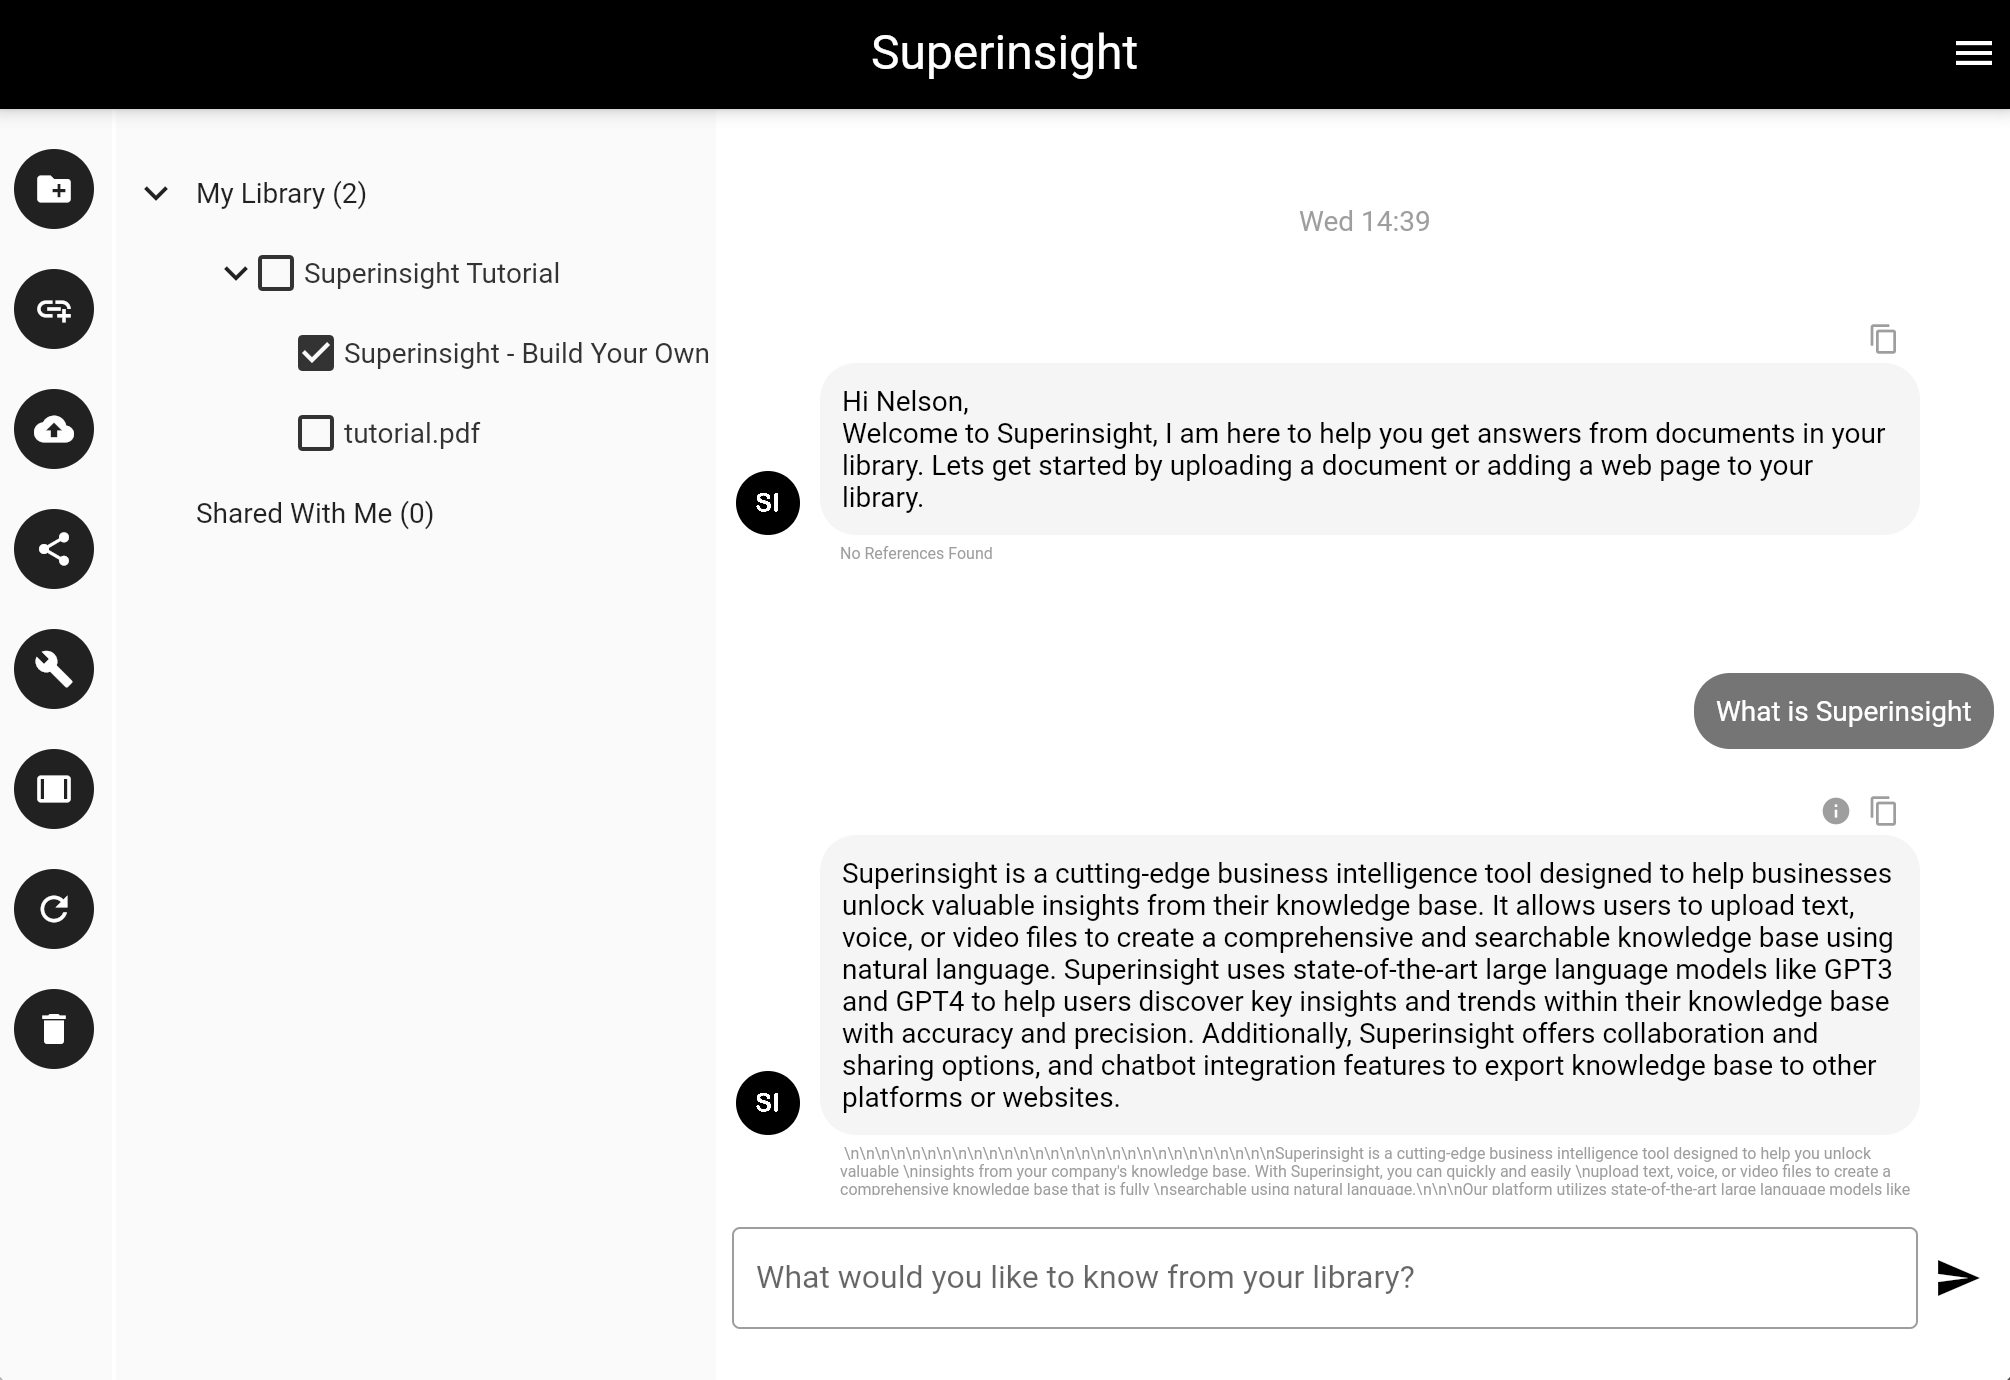 Superinsight
My Library (2)
Superinsight Tutorial
Superinsight - Build Your Own
tutorial.pdf
Shared With Me (0)
Wed 14:39
Hi Nelson,
Welcome to Superinsight, I am here to help you get answers from documents in your
library. Lets get started by uploading a document or adding a web page to your
library.
SI
No References Found
What is Superinsight
Superinsight is a cutting-edge business intelligence tool designed to help businesses
unlock valuable insights from their knowledge base. It allows users to upload text,
voice, or video files to create a comprehensive and searchable knowledge base using
natural language. Superinsight uses state-of-the-art large language models like GPT3
and GPT4 to help users discover key insights and trends within their knowledge base
with accuracy and precision. Additionally, Superinsight offers collaboration and
sharing options, and chatbot integration features to export knowledge base to other
platforms or websites.
SI
\n\n\n\n\n\n\n\n\n\n\n\n\n\n\n\n\n\n\n\n\n\n\n\n\n\n\n\nSuperinsight is a cutting-edge business intelligence tool designed to help you unlock
valuable \ninsights from your company's knowledge base. With Superinsight, you can quickly and easily \nupload text, voice, or video files to create a
comprehensive knowledge base that is fully \nsearchable using natural language.\n\n\nOur platform utilizes state-of-the-art large language models like
What would you like to know from your library?